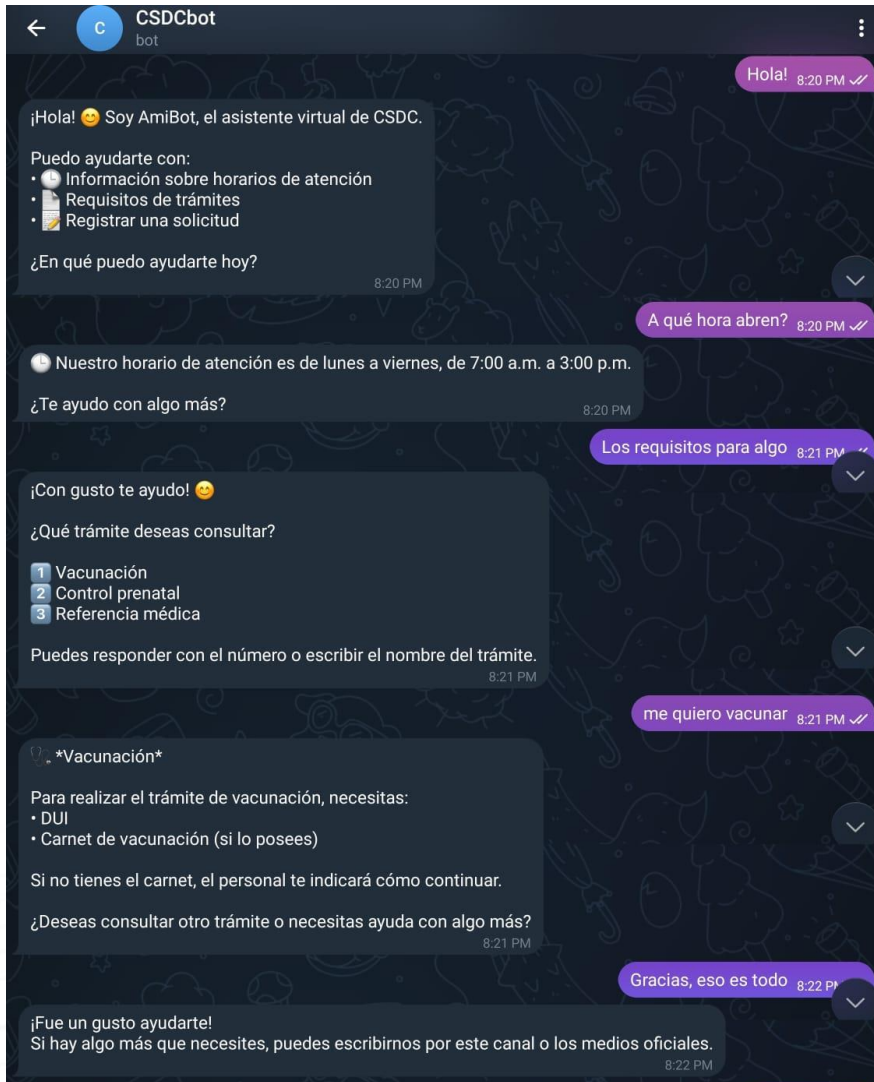 CSDCbot
C
bot
Hola! 8:20 PM
¡Hola! 😊 Soy AmiBot, el asistente virtual de CSDC.
Puedo ayudarte con:
• 🕒 Información sobre horarios de atención
• 📄 Requisitos de trámites
• 📝 Registrar una solicitud
¿En qué puedo ayudarte hoy?
8:20 PM
A qué hora abren? 8:20 PM
🕒 Nuestro horario de atención es de lunes a viernes, de 7:00 a.m. a 3:00 p.m.
¿Te ayudo con algo más?
8:20 PM
Los requisitos para algo 8:21 PM
¡Con gusto te ayudo! 😊
¿Qué trámite deseas consultar?
1️⃣ Vacunación
2️⃣ Control prenatal
3️⃣ Referencia médica
Puedes responder con el número o escribir el nombre del trámite.
8:21 PM
me quiero vacunar 8:21 PM
🩺 *Vacunación*
Para realizar el trámite de vacunación, necesitas:
• DUI
• Carnet de vacunación (si lo posees)
Si no tienes el carnet, el personal te indicará cómo continuar.
¿Deseas consultar otro trámite o necesitas ayuda con algo más?
8:21 PM
Gracias, eso es todo 8:22 PM
¡Fue un gusto ayudarte!
Si hay algo más que necesites, puedes escribirnos por este canal o los medios oficiales.
8:22 PM